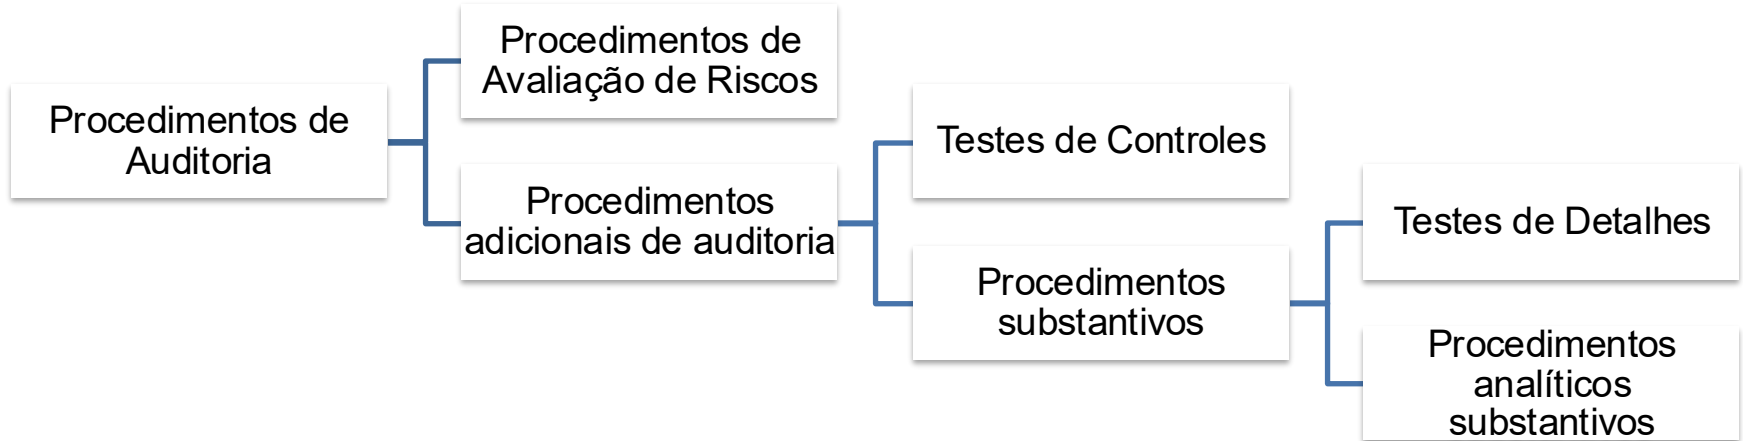 Procedimentos de
Auditoria
Procedimentos de
Avaliação de Riscos
Procedimentos
adicionais de auditoria
Testes de Controles
Procedimentos
substantivos
Testes de Detalhes
Procedimentos
analíticos
substantivos